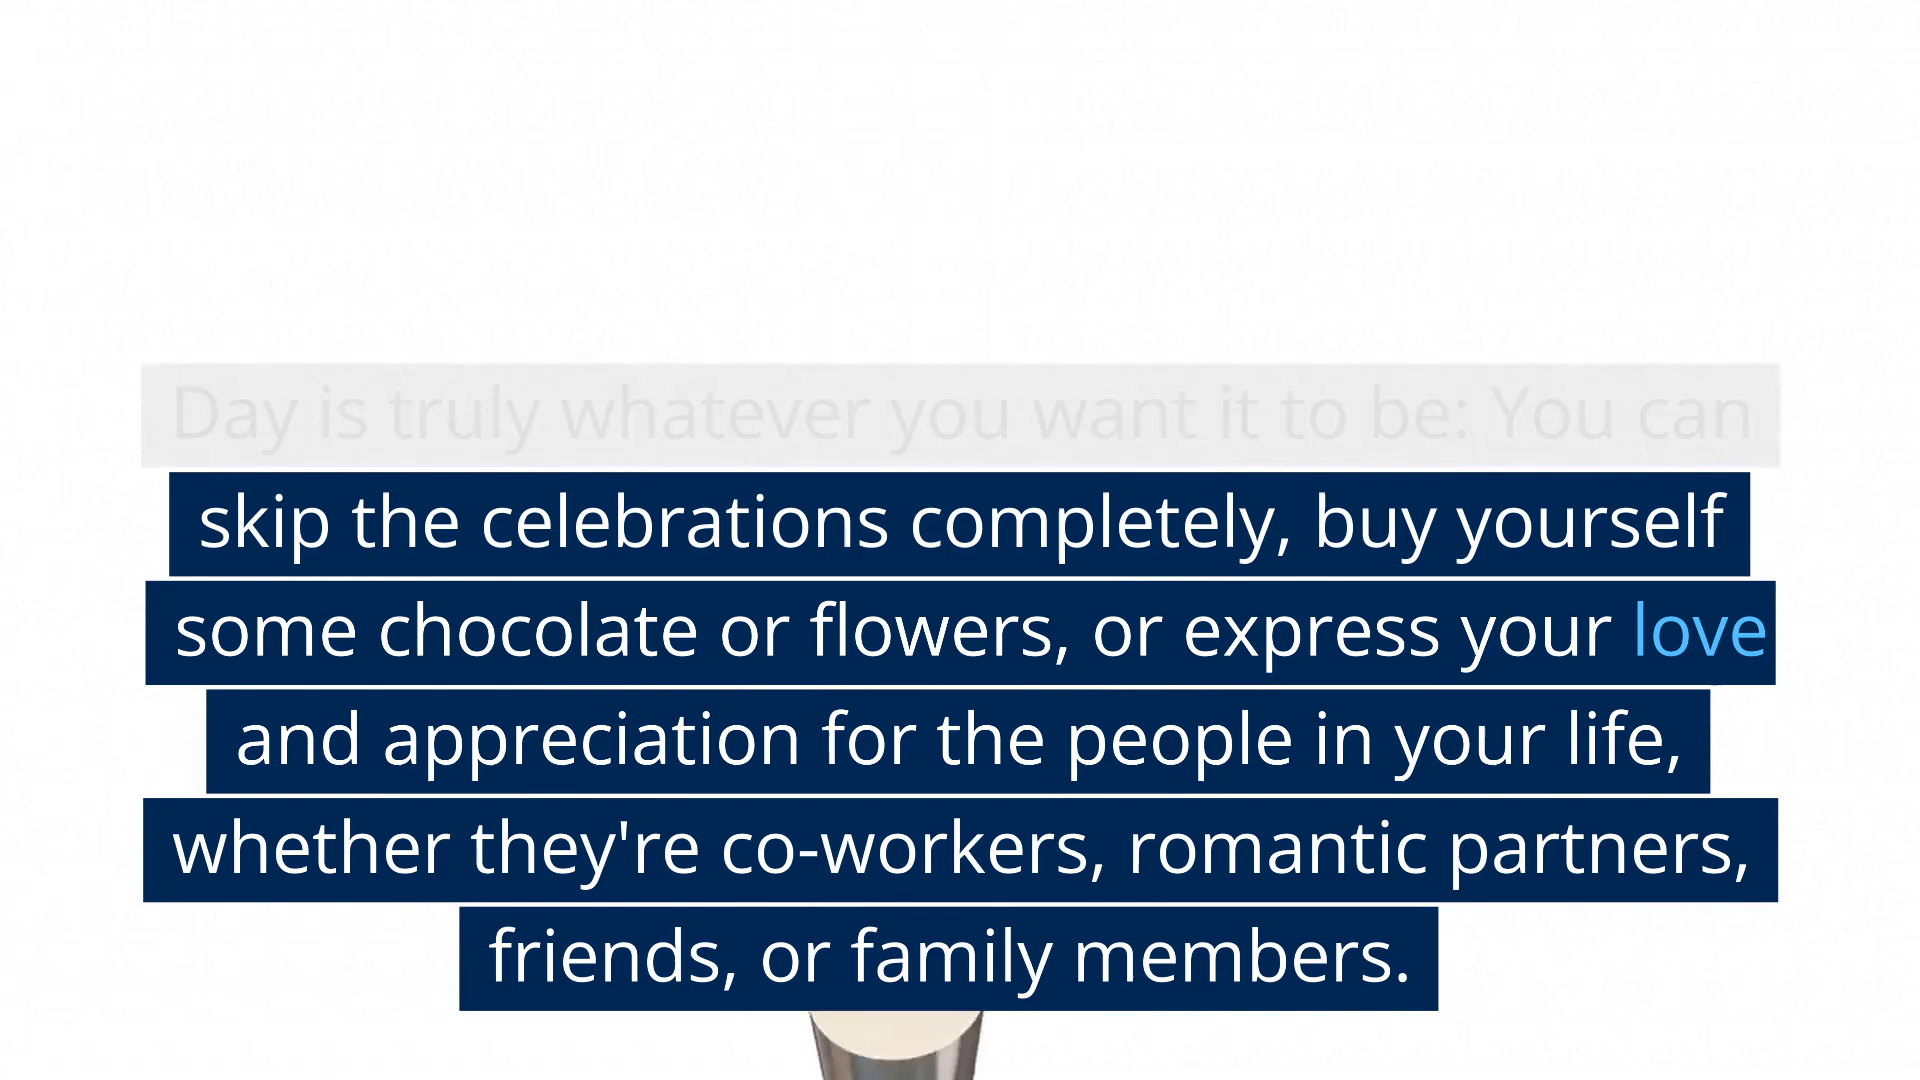 Day is truly whatever you want it to be: You can
skip the celebrations completely, buy yourself
some chocolate or flowers, or express your love
and appreciation for the people in your life,
whether they're co-workers, romantic partners,
friends, or family members.